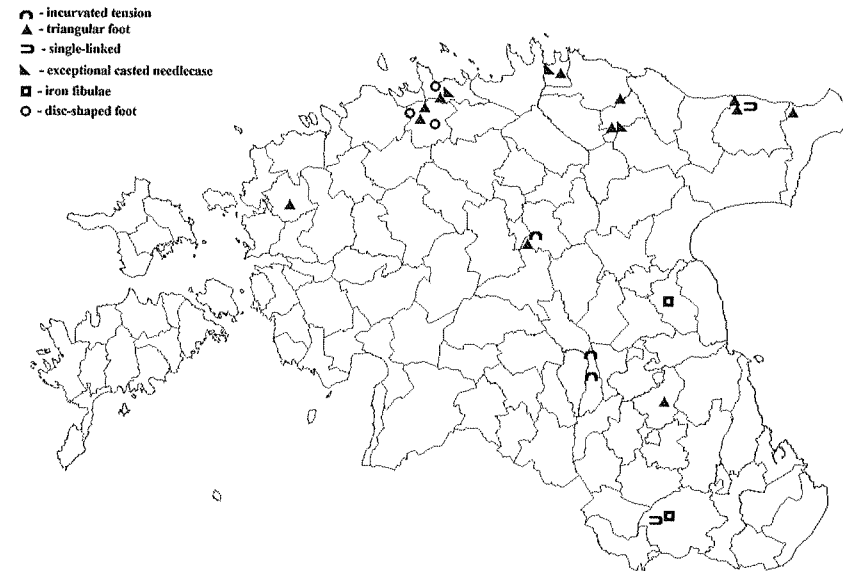 - incurvated tension
- triangular foot
- single-linked
- exceptional casted needlecase
- iron fibulae
- disc-shaped foot